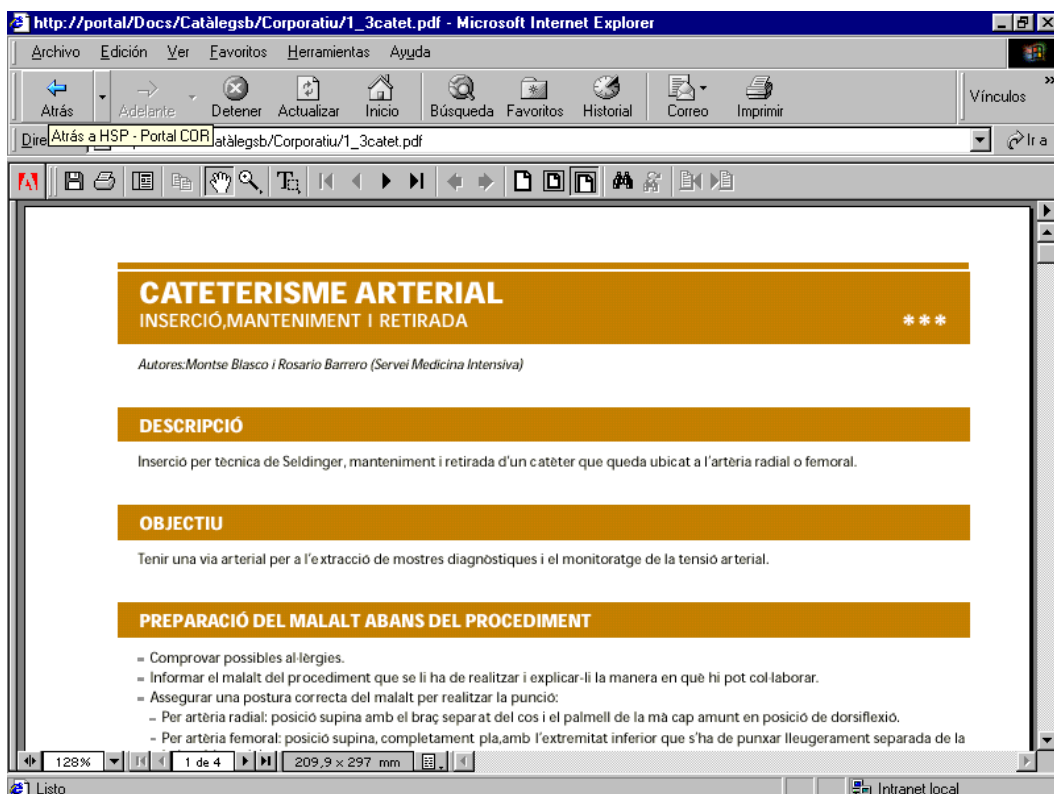 http://portal/Docs/Catàlegsb/Corporatiu/1_3catet.pdf - Microsoft Internet Explorer
Archivo Edición Ver Favoritos Herramientas Ayuda
Atrás Adelante Detener Actualizar Inicio Búsqueda Favoritos Historial Correo Imprimir Vínculos »
Dire
Atrás a HSP - Portal COR
atàlegsb/Corporatiu/1_3catet.pdf Ir a
CATETERISME ARTERIAL
INSERCIÓ,MANTENIMENT I RETIRADA ***
Autores:Montse Blasco i Rosario Barrero (Servei Medicina Intensiva)
DESCRIPCIÓ
Inserció per tècnica de Seldinger, manteniment i retirada d'un catèter que queda ubicat a l'artèria radial o femoral.
OBJECTIU
Tenir una via arterial per a l'extracció de mostres diagnòstiques i el monitoratge de la tensió arterial.
PREPARACIÓ DEL MALALT ABANS DEL PROCEDIMENT
– Comprovar possibles al·lèrgies.
– Informar el malalt del procediment que se li ha de realitzar i explicar-li la manera en què hi pot col·laborar.
– Assegurar una postura correcta del malalt per realitzar la punció:
– Per artèria radial: posició supina amb el braç separat del cos i el palmell de la mà cap amunt en posició de dorsiflexió.
– Per artèria femoral: posició supina, completament pla,amb l'extremitat inferior que s'ha de punxar lleugerament separada de la
128% 1 de 4 209,9 × 297 mm
Listo Intranet local